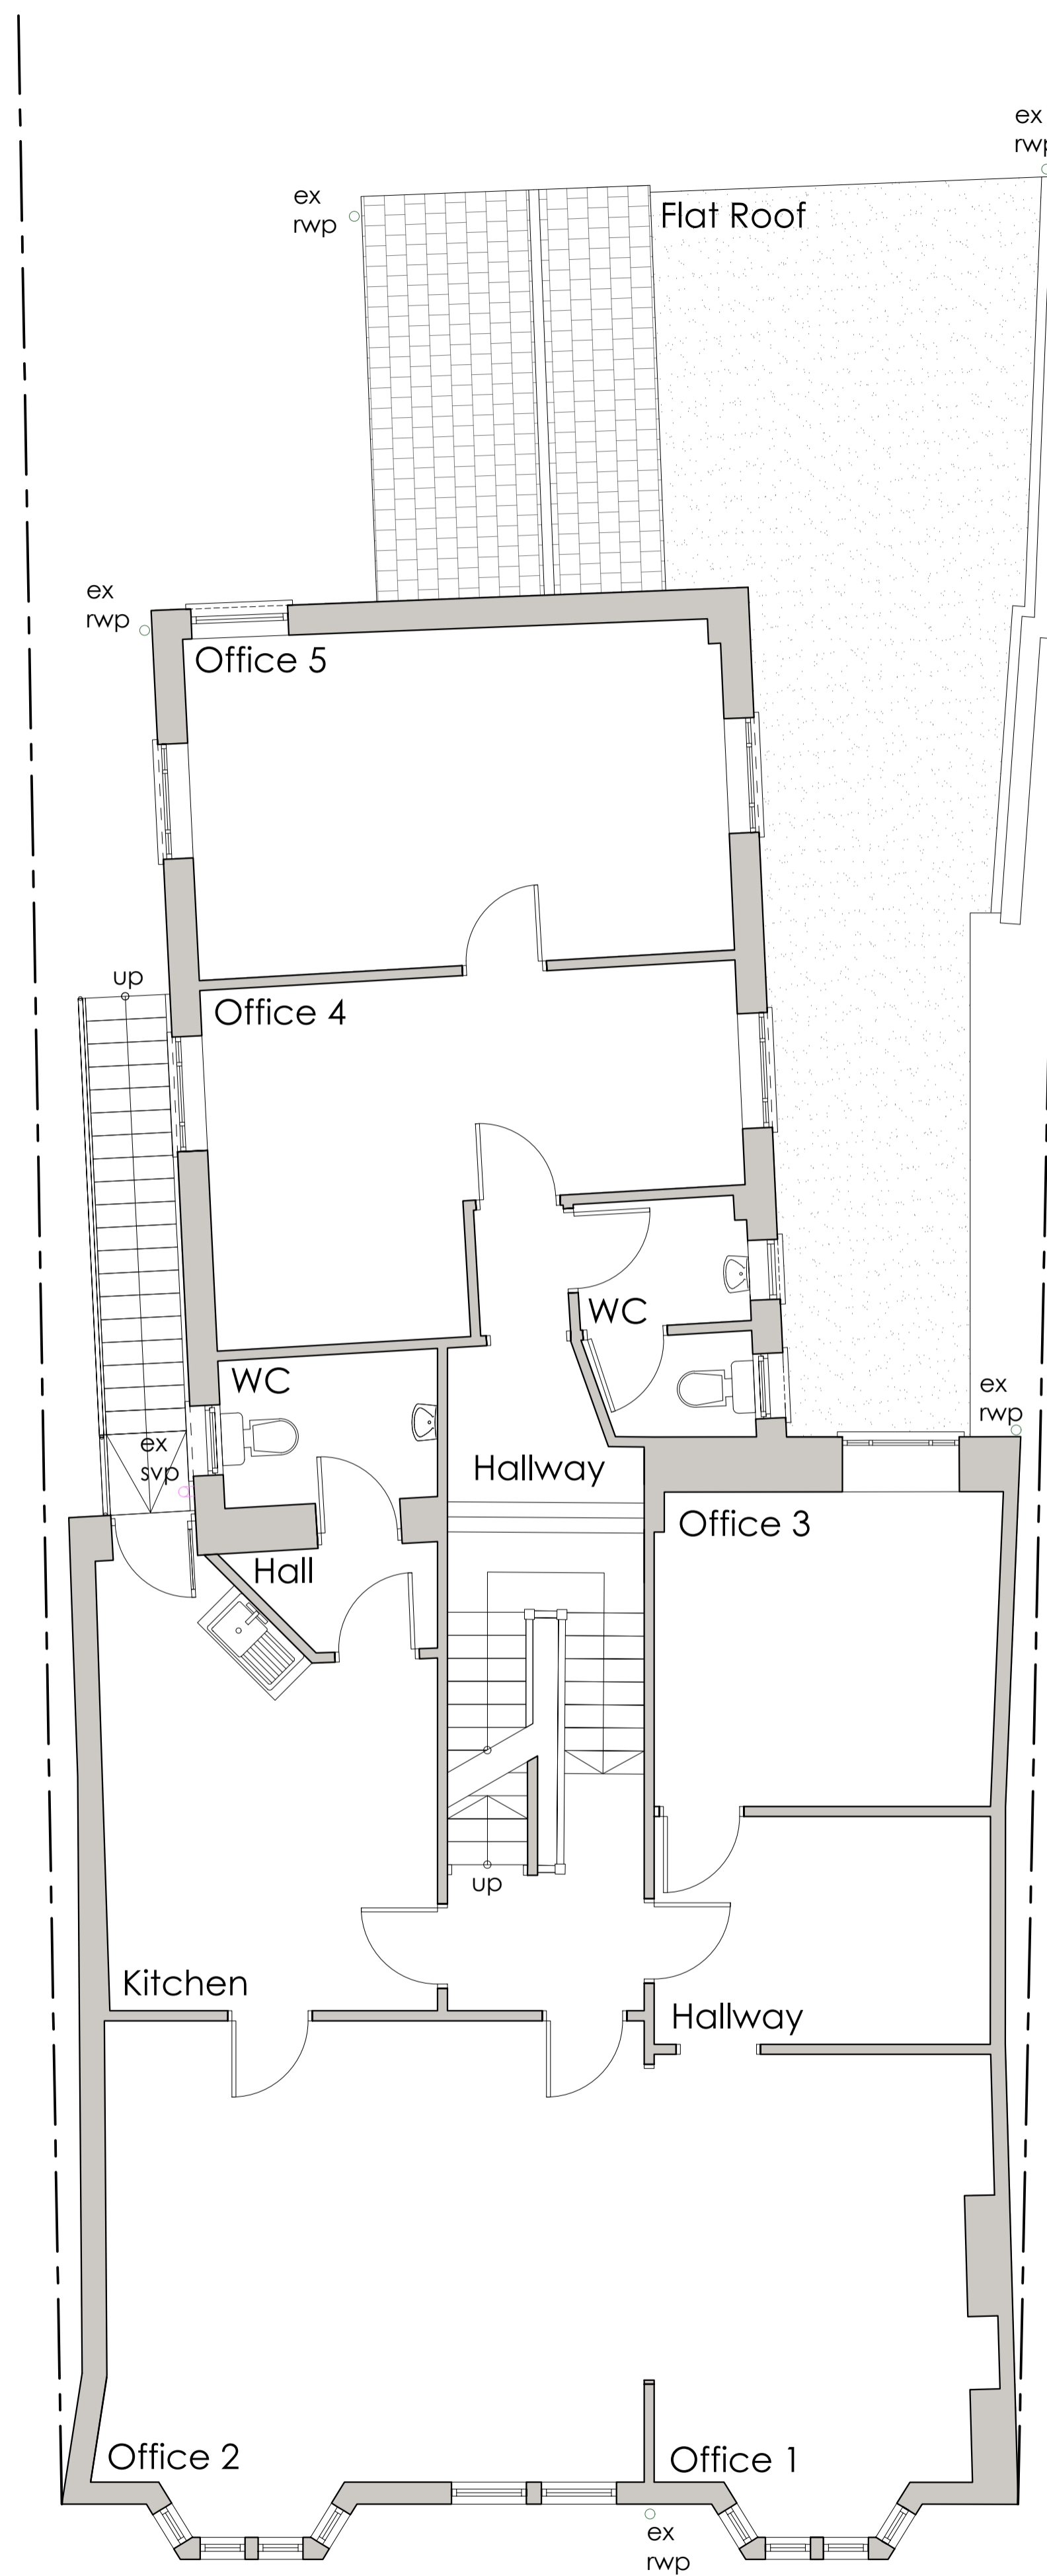 ex
rwp
ex
rwp
Flat Roof
ex
rwp
Office 5
up
Office 4
WC
WC
ex
rwp
ex
svp
Hallway
Office 3
Hall
up
Kitchen
Hallway
Office 2
Office 1
ex
rwp